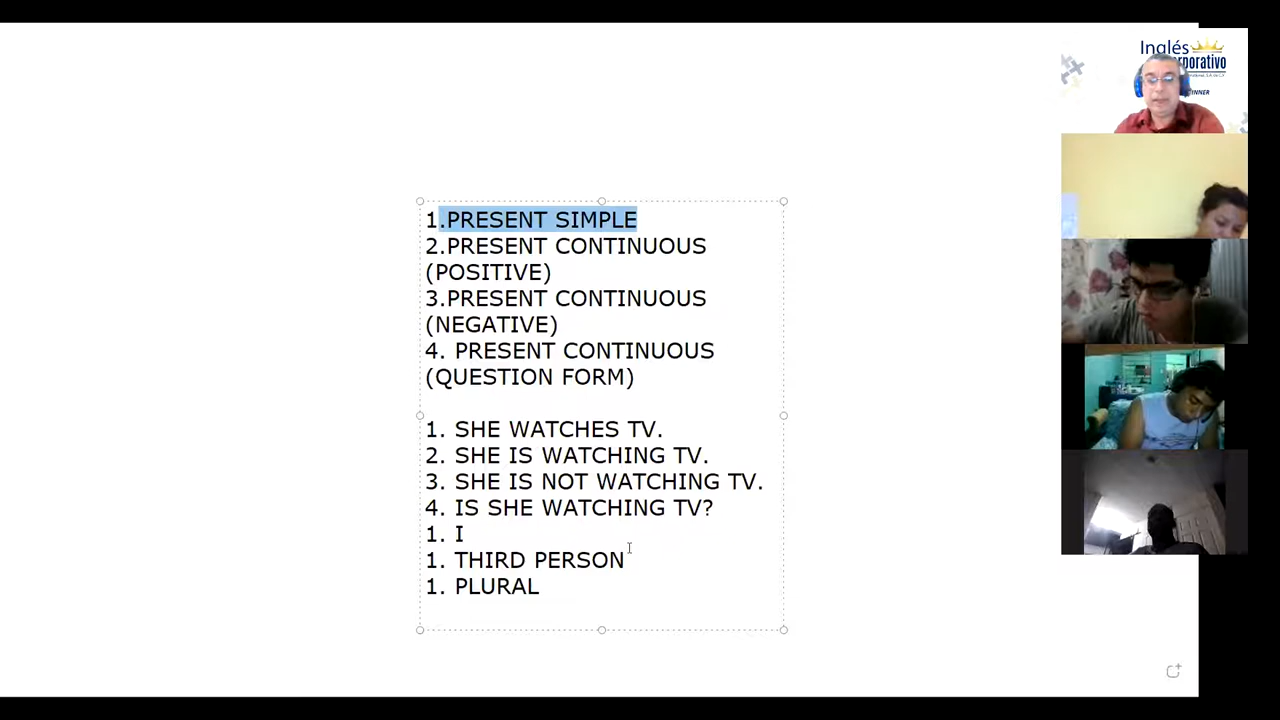 Inglés
orporativo
INNER
1.PRESENT SIMPLE
2.PRESENT CONTINUOUS
(POSITIVE)
3.PRESENT CONTINUOUS
(NEGATIVE)
4. PRESENT CONTINUOUS
(QUESTION FORM)
1. SHE WATCHES TV.
2. SHE IS WATCHING TV.
3. SHE IS NOT WATCHING TV.
4. IS SHE WATCHING TV?
1. I
1. THIRD PERSON
1. PLURAL